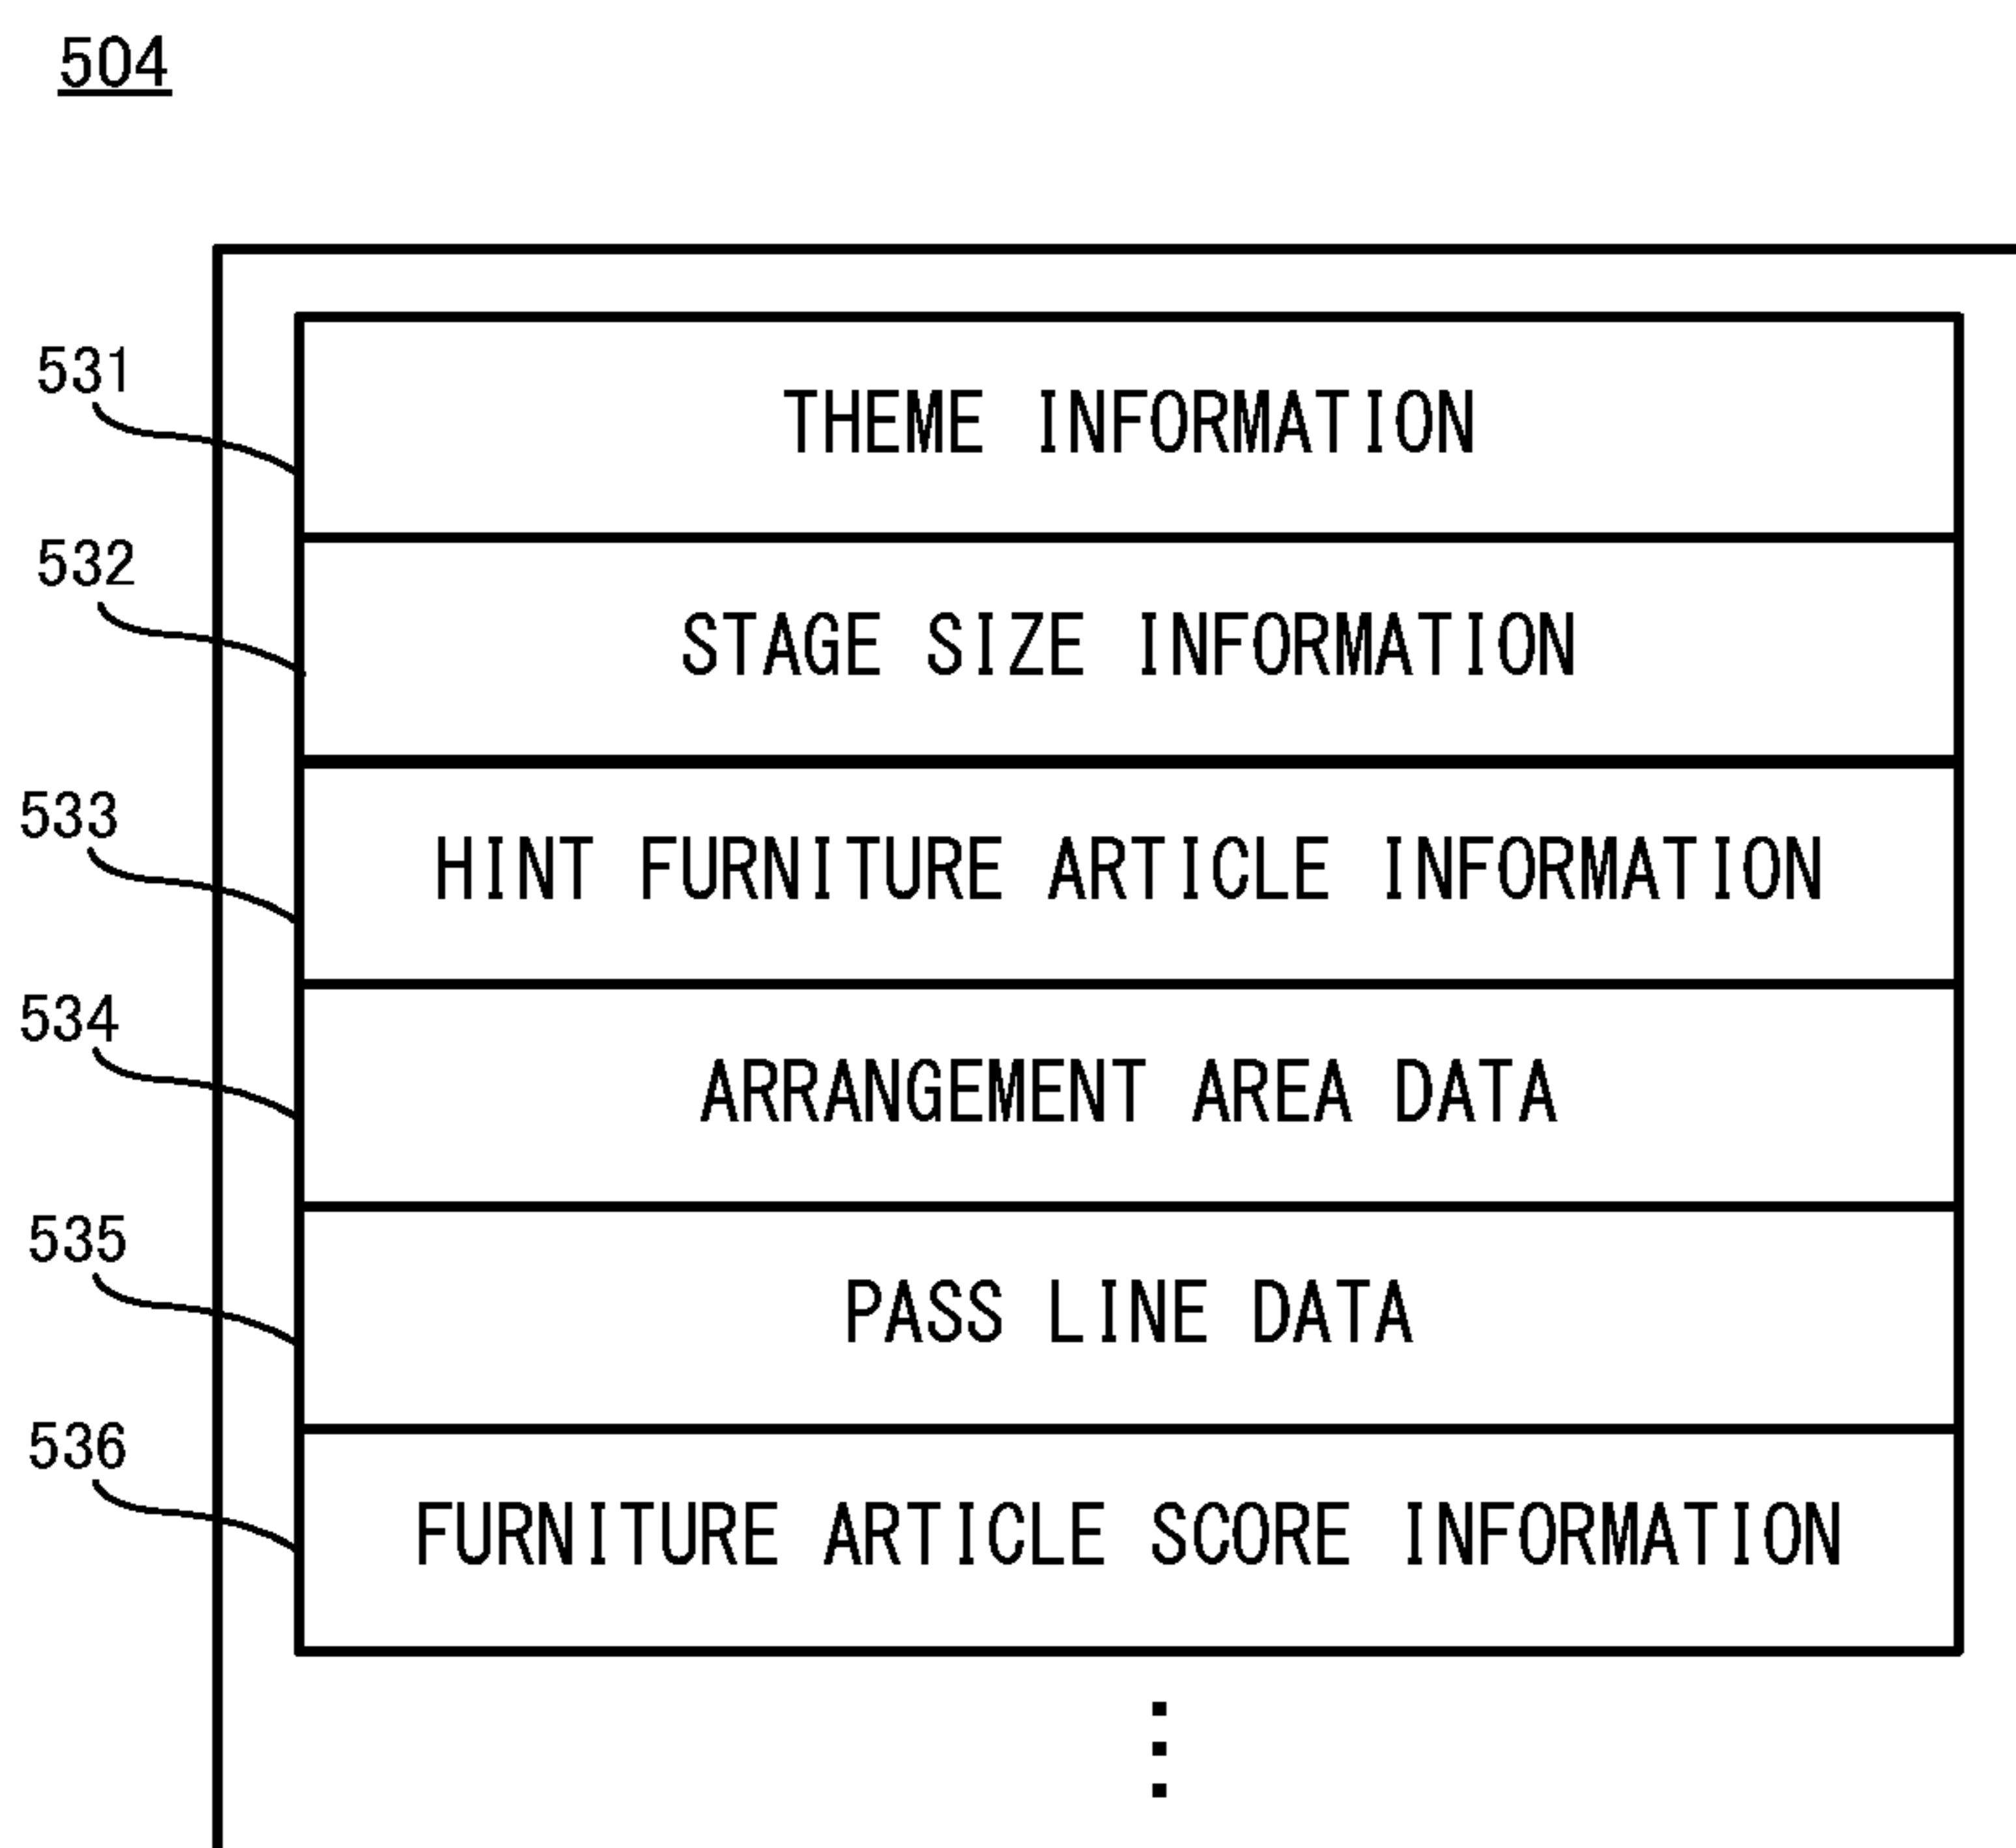 504
531
THEME INFORMATION
532
STAGE SIZE INFORMATION
533
HINT FURNITURE ARTICLE INFORMATION
534
ARRANGEMENT AREA DATA
535
PASS LINE DATA
536
FURNITURE ARTICLE SCORE INFORMATION